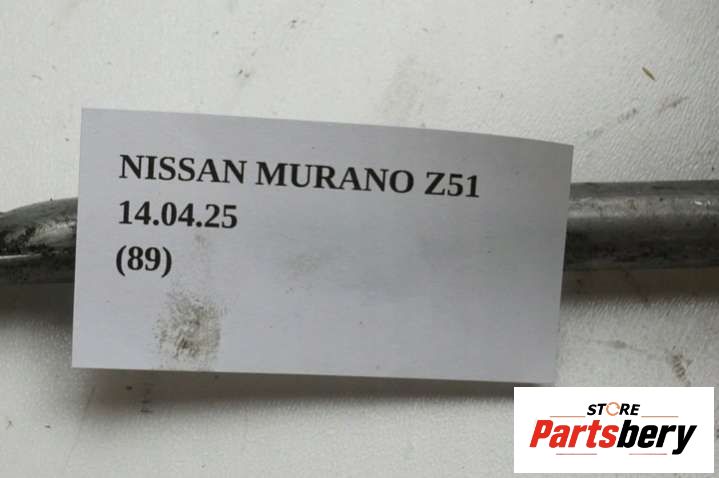 NISSAN MURANO Z51
14.04.25
(89)
STORE
Partsbery